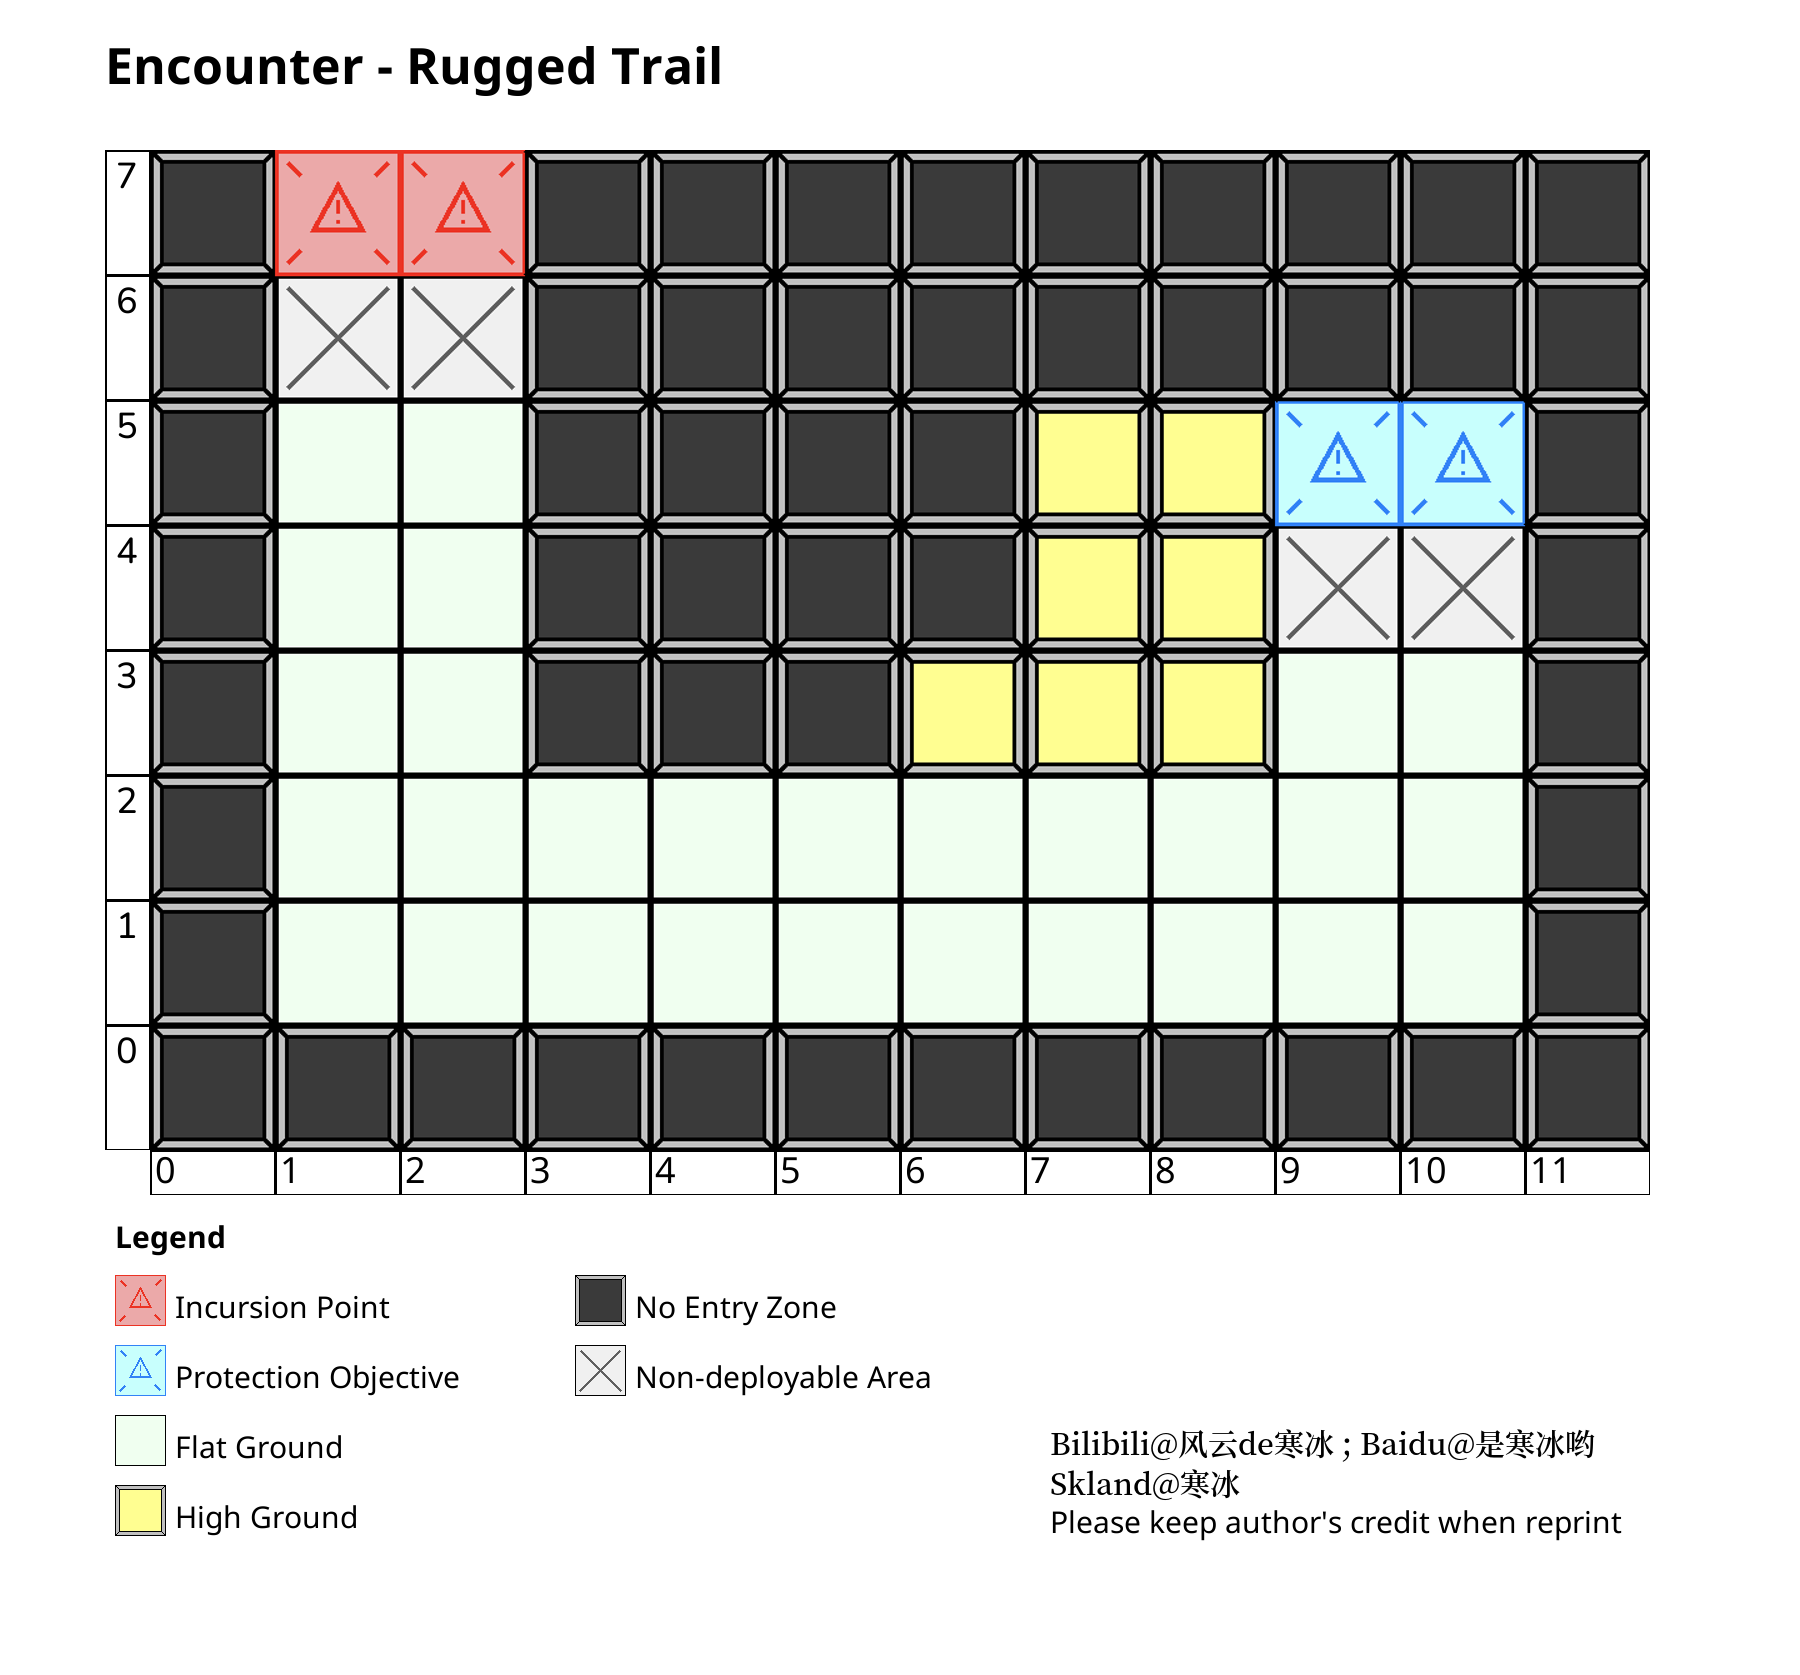 Encounter - Rugged Trail
7
6
5
4
3
2
1
0
0 1 2 3 4 5 6 7 8 9 10 11
Legend
Incursion Point
No Entry Zone
Protection Objective
Non-deployable Area
Flat Ground
High Ground
Bilibili@风云de寒冰 ; Baidu@是寒冰哟
Skland@寒冰
Please keep author's credit when reprint